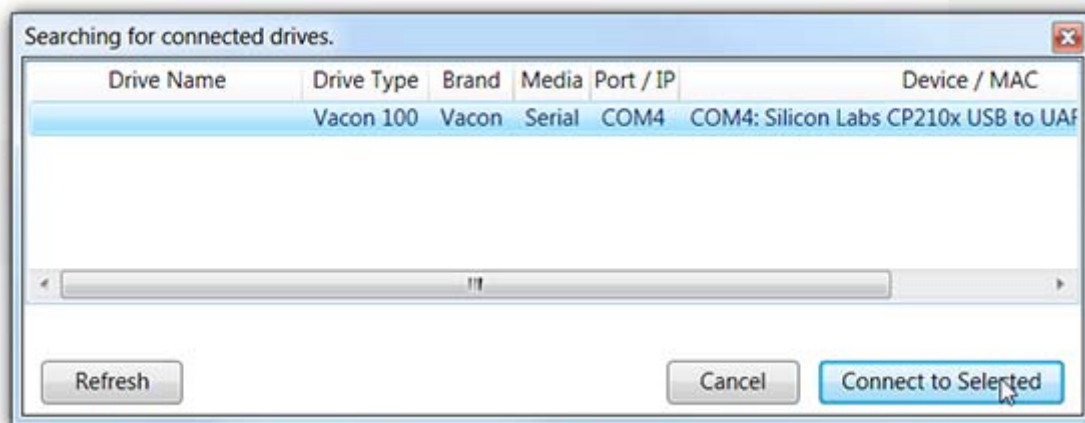 Searching for connected drives.
Drive Name Drive Type Brand Media Port / IP Device / MAC
Vacon 100 Vacon Serial COM4 COM4: Silicon Labs CP210x USB to UAR
Refresh Cancel Connect to Selected